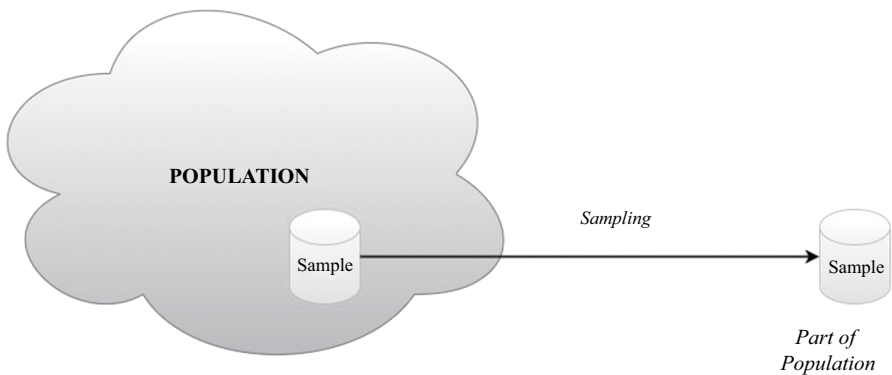 POPULATION
Sampling
Sample
Sample
Part of
Population